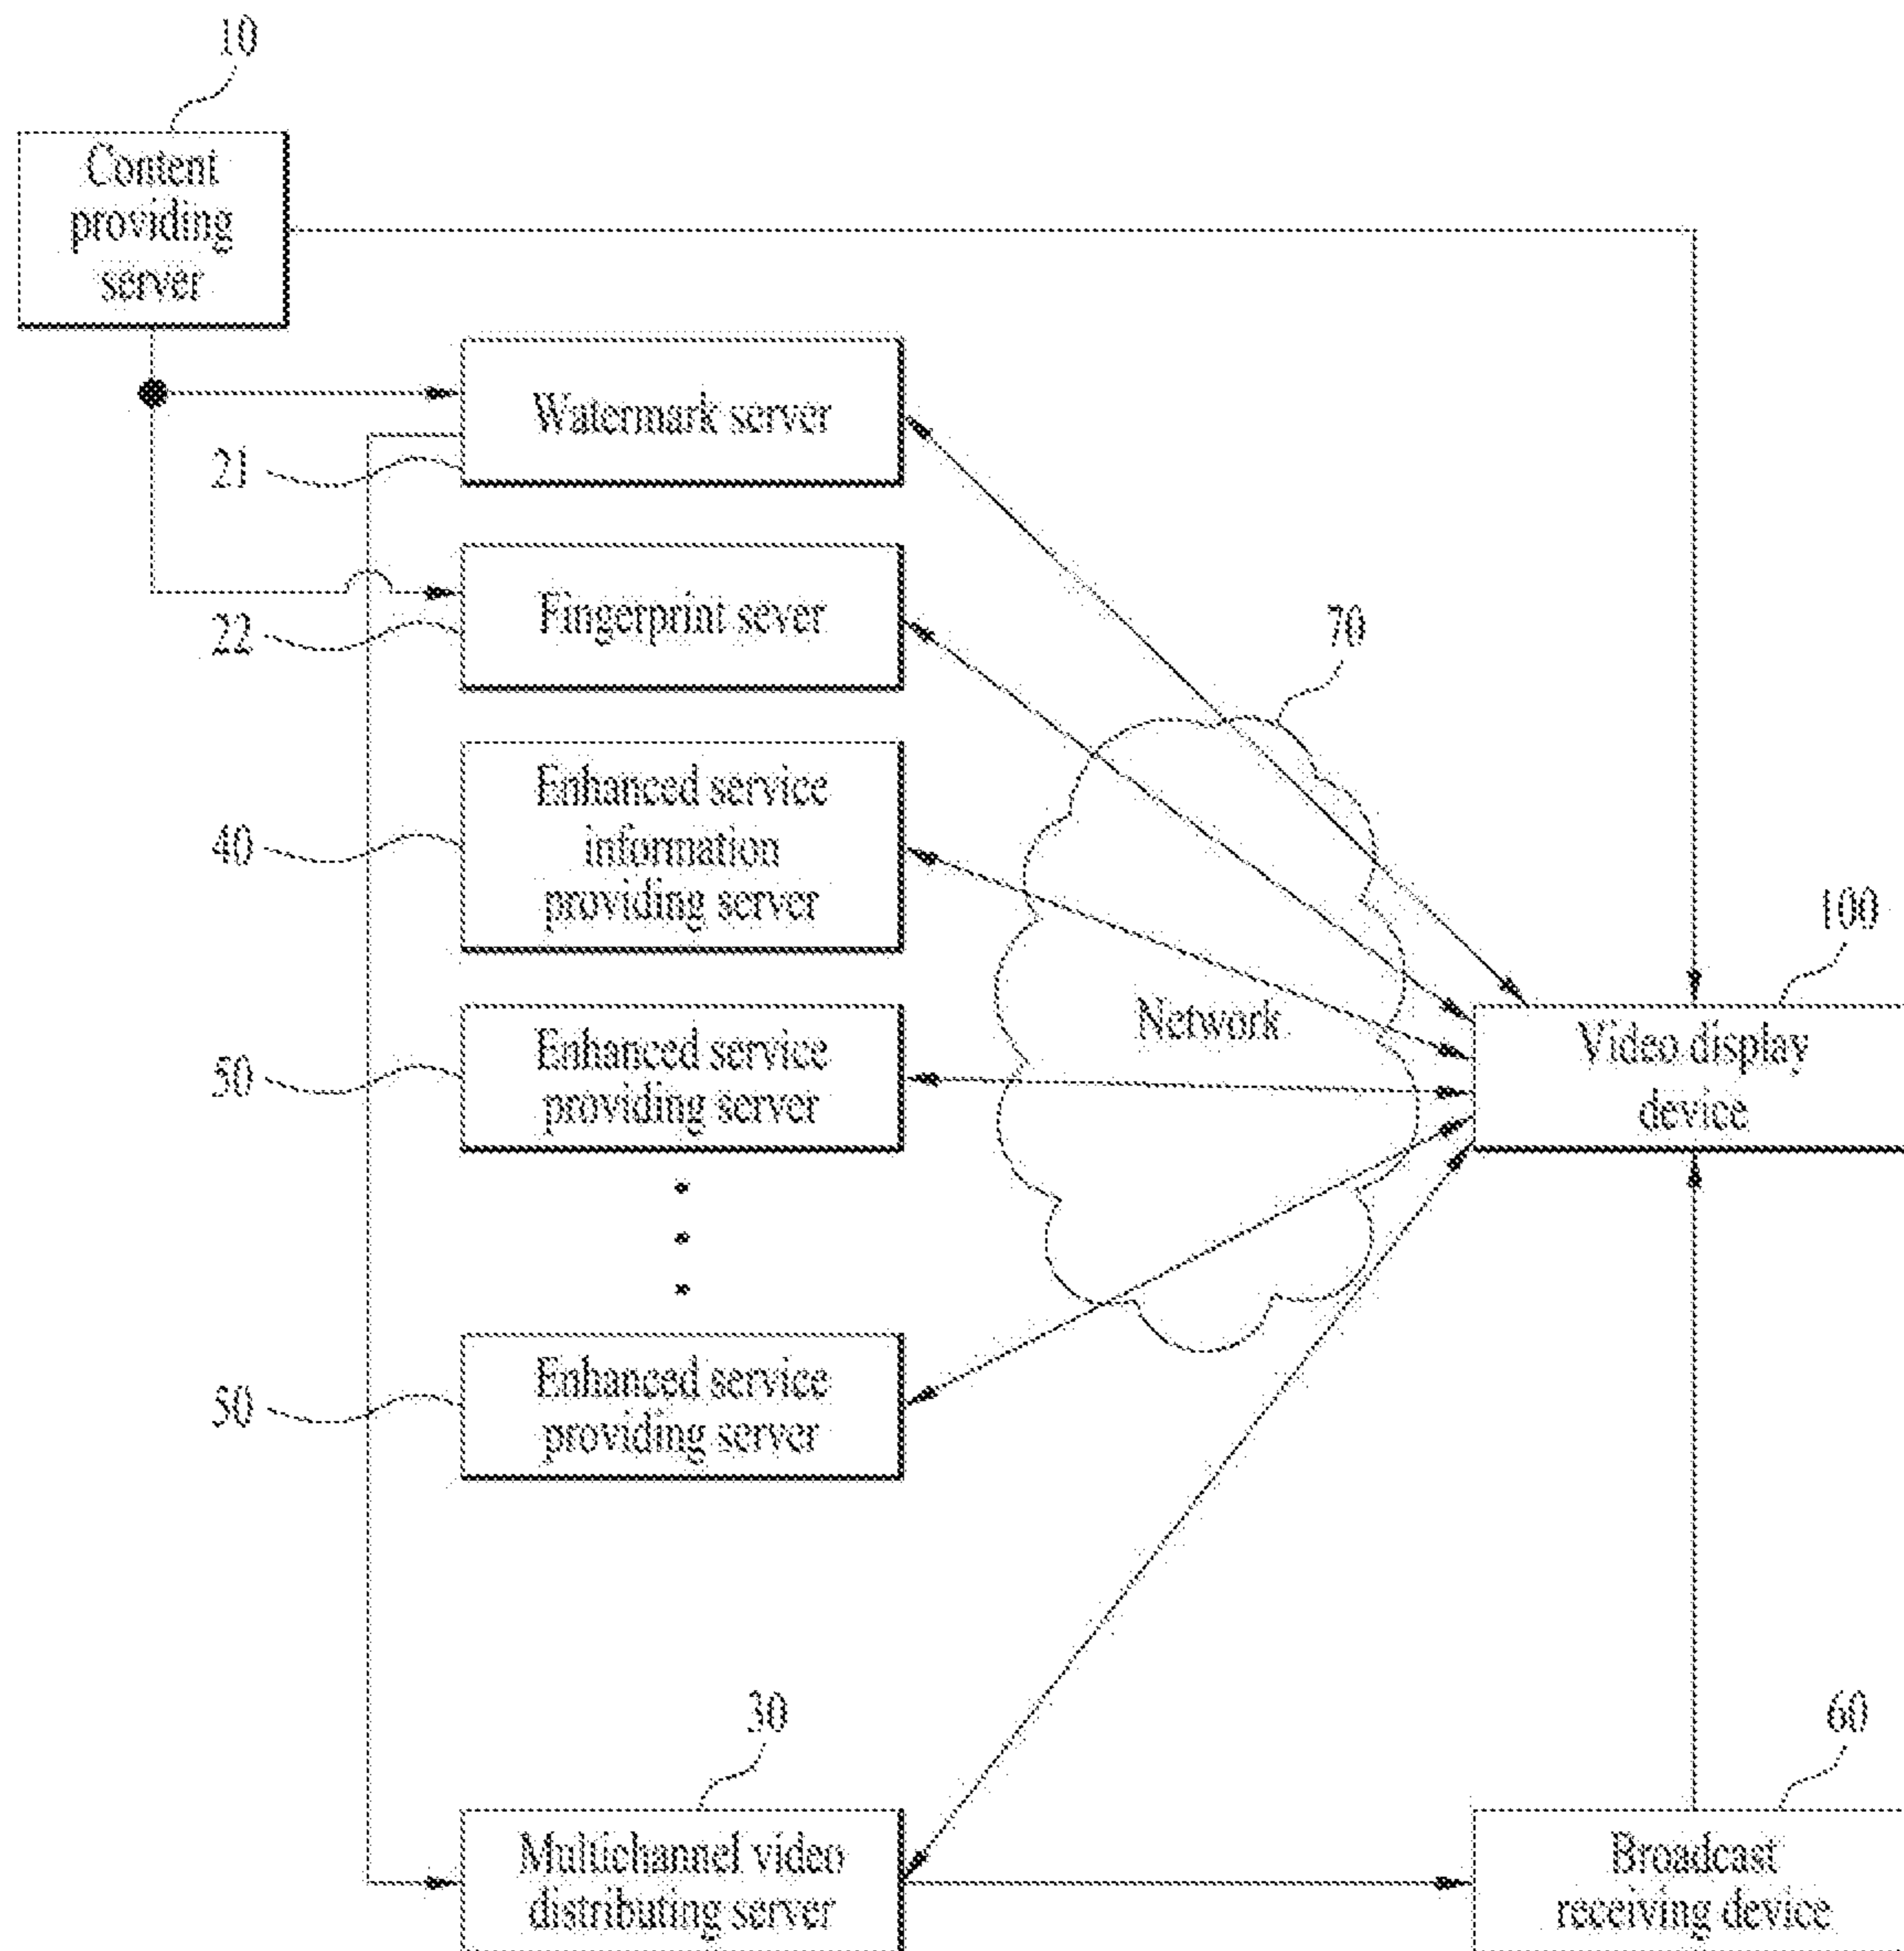 10
Content
providing
server
Watermark server
21
Fingerprint sever
22
70
Enhanced service
information
providing server
40
100
Network
Video display
device
Enhanced service
providing server
50
Enhanced service
providing server
50
30
60
Multichannel video
distributing server
Broadcast
receiving device